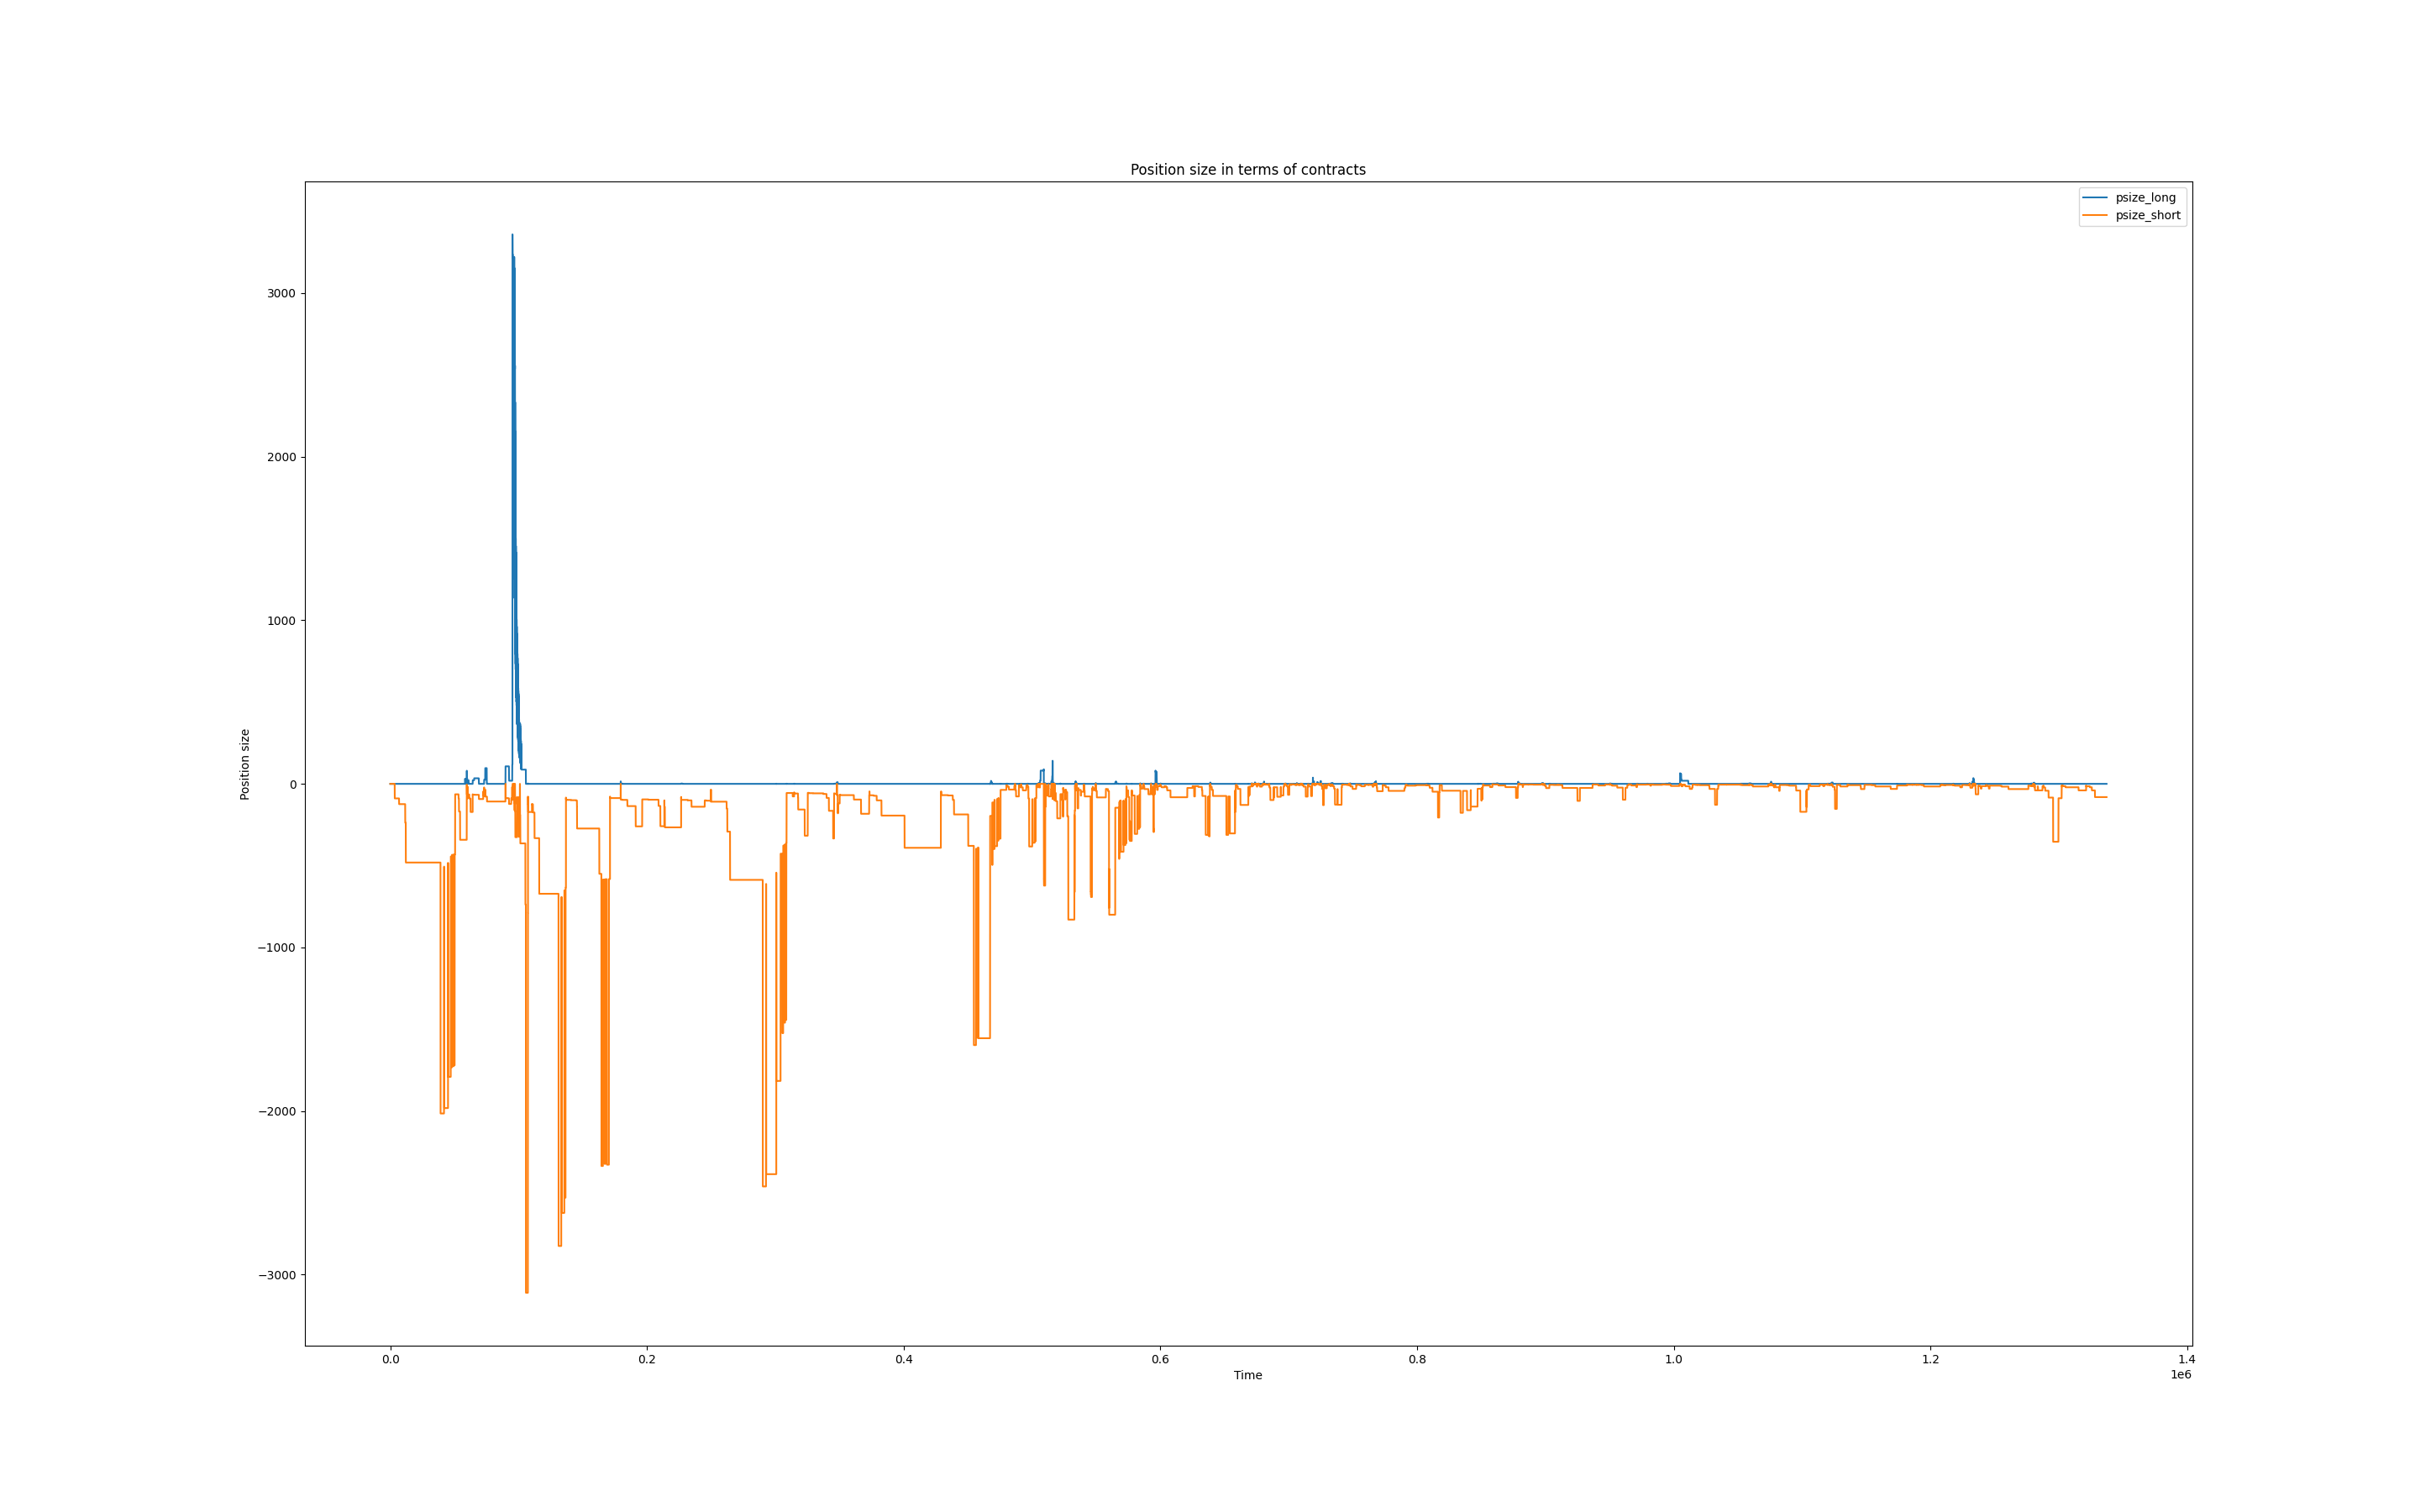 Position size in terms of contracts
psize_long
psize_short
3000
2000
1000
0
−1000
−2000
−3000
Position size
0.0
0.2
0.4
0.6
0.8
1.0
1.2
1.4
1e6
Time